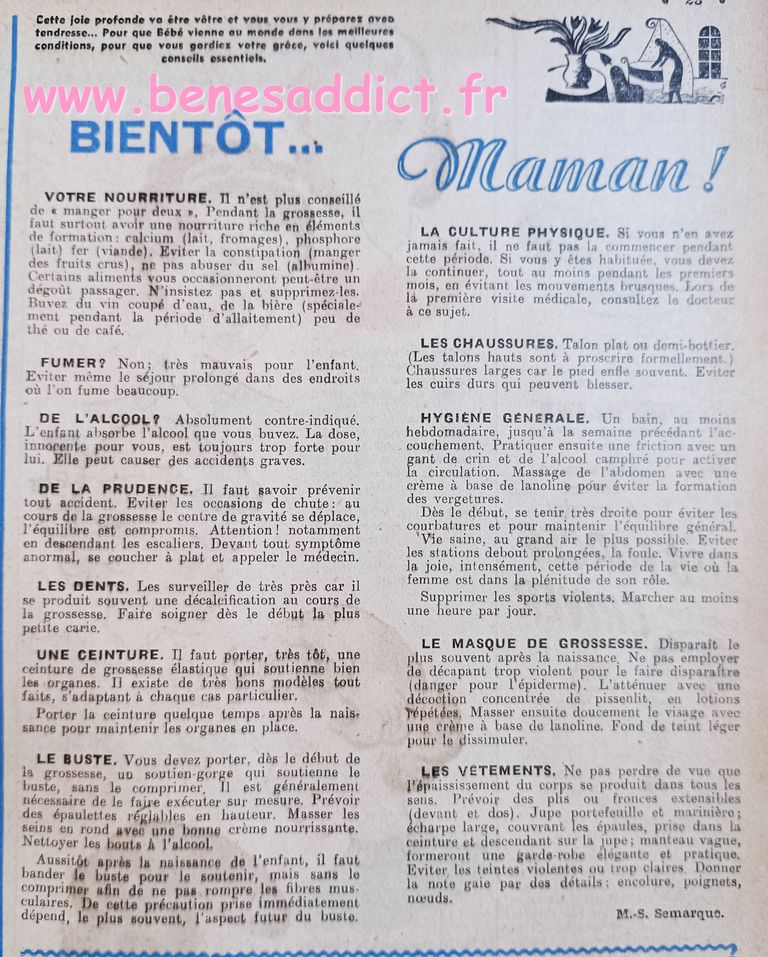 23
Cette joie profonde va être vôtre et vous vous y préparez avec
tendresse... Pour que Bébé vienne au monde dans les meilleures
conditions, pour que vous gardiez votre grâce, voici quelques
conseils essentiels.
www.benesaddict.fr
BIENTÔT...
Maman !
VOTRE NOURRITURE. Il n'est plus conseillé
de « manger pour deux ». Pendant la grossesse, il
faut surtout avoir une nourriture riche en éléments
de formation : calcium (lait, fromages), phosphore
(lait) fer (viande). Eviter la constipation (manger
des fruits crus), ne pas abuser du sel (albumine).
Certains aliments vous occasionneront peut-être un
dégoût passager. N'insistez pas et supprimez-les.
Buvez du vin coupé d'eau, de la bière (spéciale-
ment pendant la période d'allaitement) peu de
thé ou de café.
FUMER? Non; très mauvais pour l'enfant.
Eviter même le séjour prolongé dans des endroits
où l'on fume beaucoup.
DE L'ALCOOL? Absolument contre-indiqué.
L'enfant absorbe l'alcool que vous buvez. La dose,
innocente pour vous, est toujours trop forte pour
lui. Elle peut causer des accidents graves.
DE LA PRUDENCE. Il faut savoir prévenir
tout accident. Eviter les occasions de chute : au
cours de la grossesse le centre de gravité se déplace,
l'équilibre est compromis. Attention ! notamment
en descendant les escaliers. Devant tout symptôme
anormal, se coucher à plat et appeler le médecin.
LES DENTS. Les surveiller de très près car il
se produit souvent une décalcification au cours de
la grossesse. Faire soigner dès le début la plus
petite carie.
UNE CEINTURE. Il faut porter, très tôt, une
ceinture de grossesse élastique qui soutienne bien
les organes. Il existe de très bons modèles tout
faits, s'adaptant à chaque cas particulier.
Porter la ceinture quelque temps après la nais-
sance pour maintenir les organes en place.
LE BUSTE. Vous devez porter, dès le début de
la grossesse, un soutien-gorge qui soutienne le
buste, sans le comprimer. Il est généralement
nécessaire de le faire exécuter sur mesure. Prévoir
des épaulettes réglables en hauteur. Masser les
seins en rond avec une bonne crème nourrissante.
Nettoyer les bouts à l'alcool.
Aussitôt après la naissance de l'enfant, il faut
bander le buste pour le soutenir, mais sans le
comprimer afin de ne pas rompre les fibres mus-
culaires. De cette précaution prise immédiatement
dépend, le plus souvent, l'aspect futur du buste.
LA CULTURE PHYSIQUE. Si vous n'en avez
jamais fait, il ne faut pas la commencer pendant
cette période. Si vous y êtes habituée, vous devez
la continuer, tout au moins pendant les premiers
mois, en évitant les mouvements brusques. Lors de
la première visite médicale, consultez le docteur
à ce sujet.
LES CHAUSSURES. Talon plat ou demi-bottier.
(Les talons hauts sont à proscrire formellement.)
Chaussures larges car le pied enfle souvent. Eviter
les cuirs durs qui peuvent blesser.
HYGIÈNE GÉNÉRALE. Un bain, au moins
hebdomadaire, jusqu'à la semaine précédant l'ac-
couchement. Pratiquer ensuite une friction avec un
gant de crin et de l'alcool camphré pour activer
la circulation. Massage de l'abdomen avec une
crème à base de lanoline pour éviter la formation
des vergetures.
Dès le début, se tenir très droite pour éviter les
courbatures et pour maintenir l'équilibre général.
Vie saine, au grand air le plus possible. Eviter
les stations debout prolongées, la foule. Vivre dans
la joie, intensément, cette période de la vie où la
femme est dans la plénitude de son rôle.
Supprimer les sports violents. Marcher au moins
une heure par jour.
LE MASQUE DE GROSSESSE. Disparaît le
plus souvent après la naissance. Ne pas employer
de décapant trop violent pour le faire disparaître
(danger pour l'épiderme). L'atténuer avec une
décoction concentrée de pissenlit, en lotions
répétées. Masser ensuite doucement le visage avec
une crème à base de lanoline. Fond de teint léger
pour le dissimuler.
LES VÊTEMENTS. Ne pas perdre de vue que
l'épaississement du corps se produit dans tous les
sens. Prévoir des plis ou fronces extensibles
(devant et dos). Jupe portefeuille et marinière;
écharpe large, couvrant les épaules, prise dans la
ceinture et descendant sur la jupe; manteau vague,
formeront une garde-robe élégante et pratique.
Eviter les teintes violentes ou trop claires. Donner
la note gaie par des détails : encolure, poignets,
nœuds.
M.-S. Semarque.